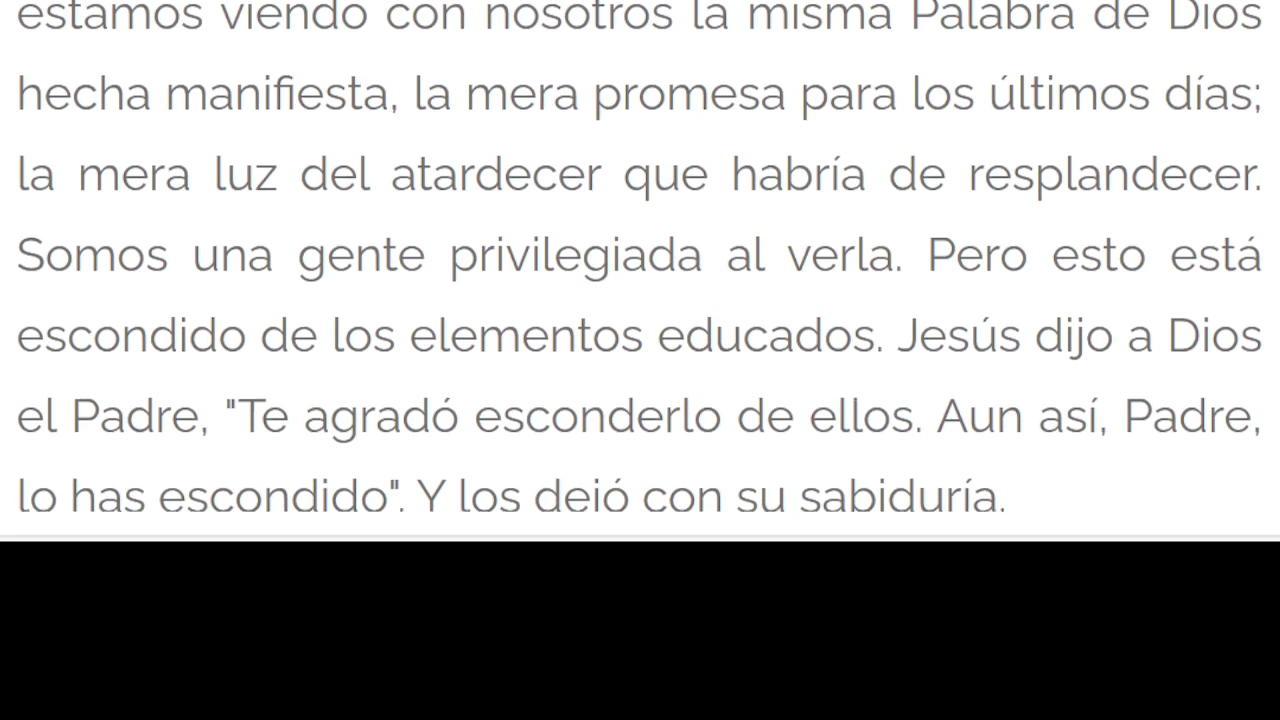 estamos viendo con nosotros la misma Palabra de Dios
hecha manifiesta, la mera promesa para los últimos días;
la mera luz del atardecer que habría de resplandecer.
Somos una gente privilegiada al verla. Pero esto está
escondido de los elementos educados. Jesús dijo a Dios
el Padre, "Te agradó esconderlo de ellos. Aun así, Padre,
lo has escondido". Y los dejó con su sabiduría.